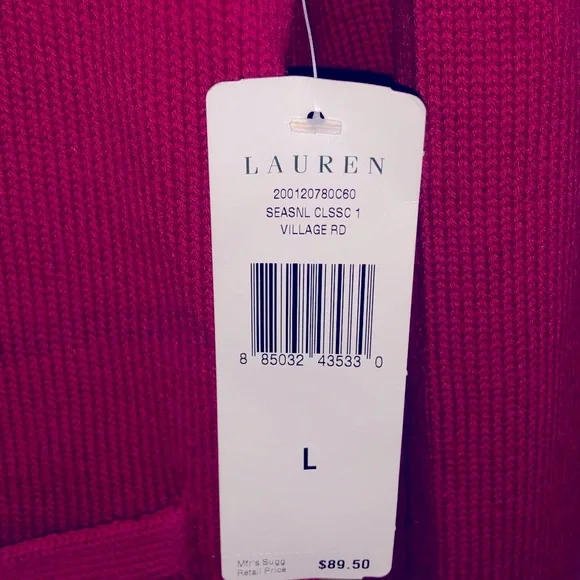 LAUREN
200120780C60
SEASNL CLSSC 1
VILLAGE RD
8 85032 43533 0
L
Mfr's Sugg
Retail Price $89.50